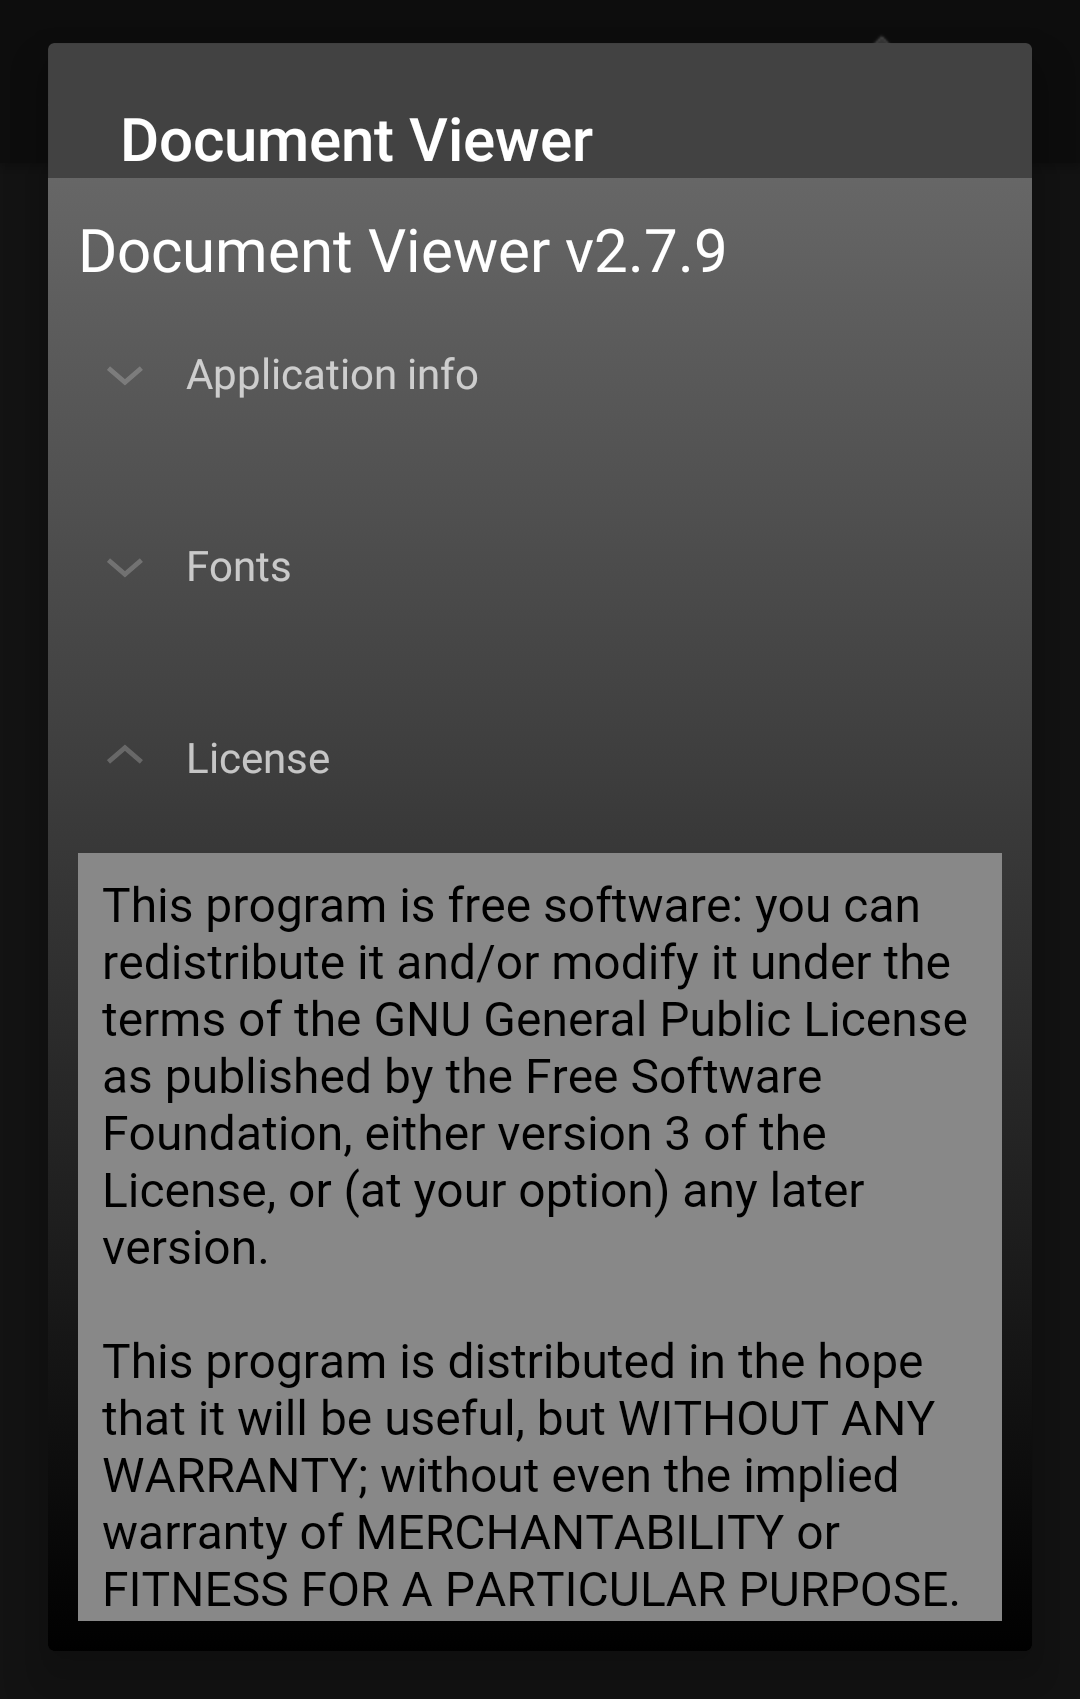 Document Viewer
Document Viewer v2.7.9
Application info
Fonts
License
This program is free software: you can
redistribute it and/or modify it under the
terms of the GNU General Public License
as published by the Free Software
Foundation, either version 3 of the
License, or (at your option) any later
version.
This program is distributed in the hope
that it will be useful, but WITHOUT ANY
WARRANTY; without even the implied
warranty of MERCHANTABILITY or
FITNESS FOR A PARTICULAR PURPOSE.